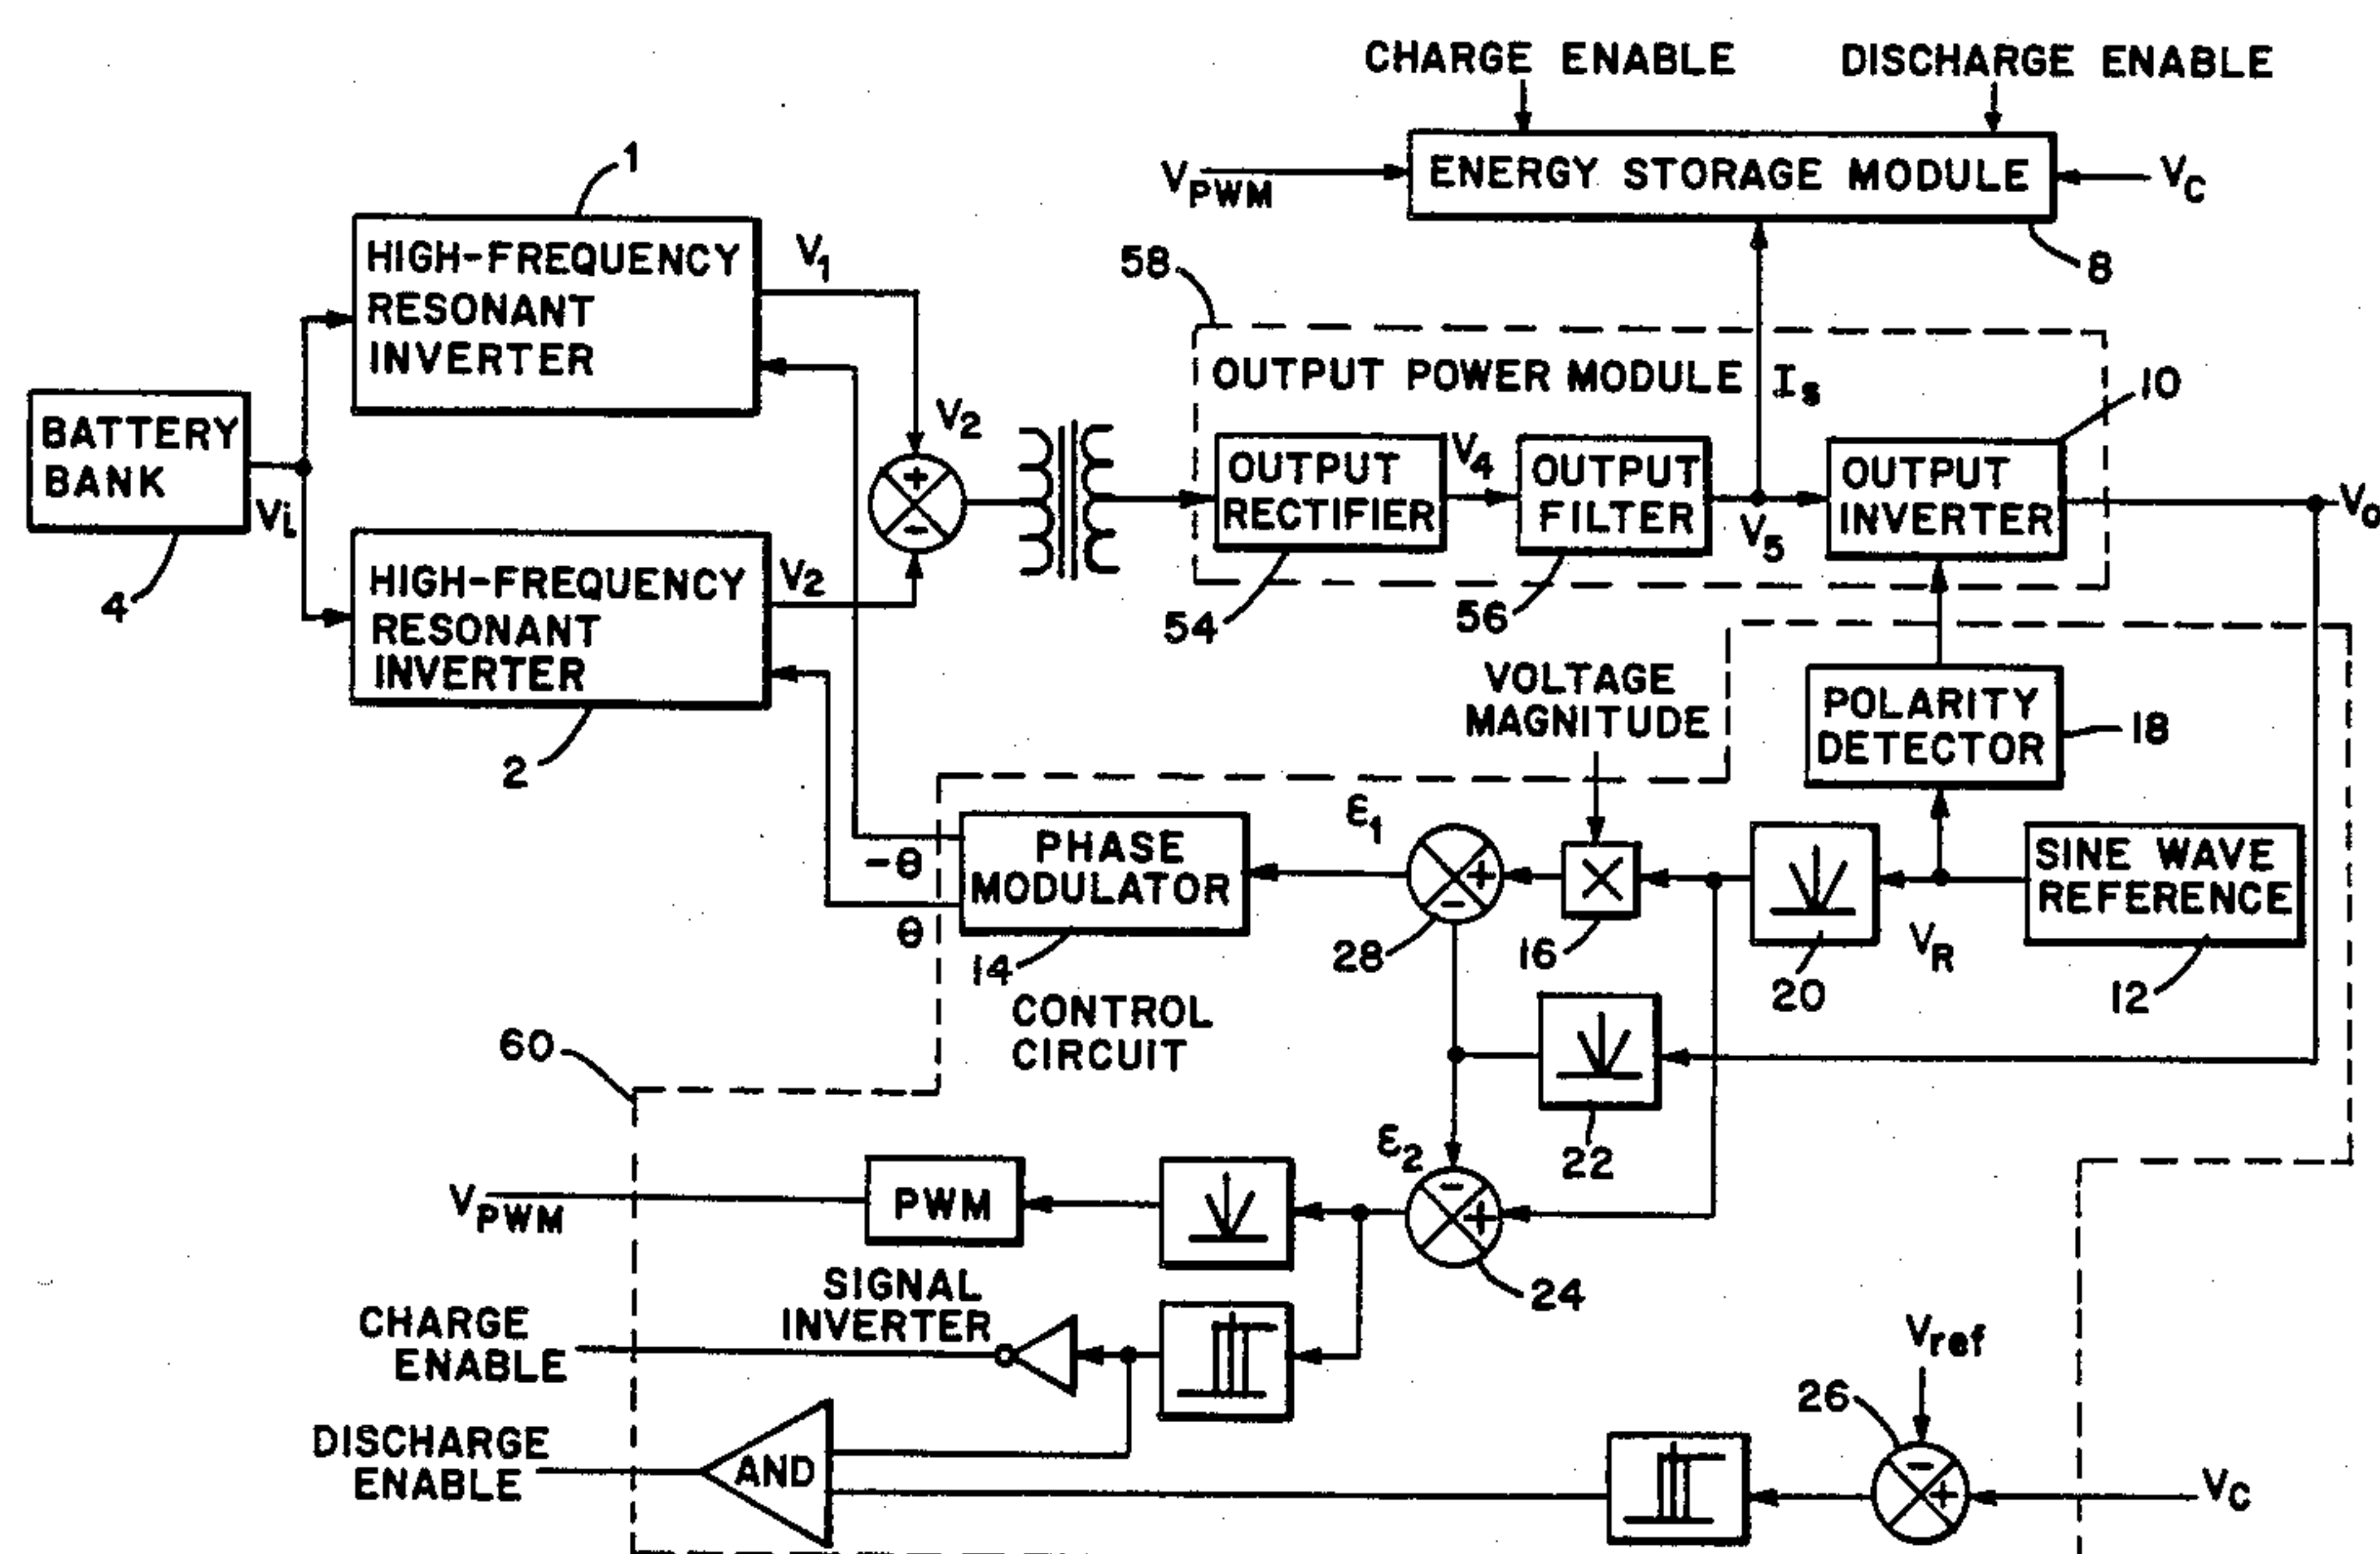 CHARGE ENABLE
DISCHARGE ENABLE
VPWM
ENERGY STORAGE MODULE
VC
8
1
HIGH-FREQUENCY
RESONANT
INVERTER
V1
58
OUTPUT POWER MODULE
Is
10
BATTERY
BANK
Vi
4
V2
+
-
OUTPUT
RECTIFIER
V4
OUTPUT
FILTER
V5
OUTPUT
INVERTER
Vo
54
56
HIGH-FREQUENCY
RESONANT
INVERTER
V2
2
VOLTAGE
MAGNITUDE
POLARITY
DETECTOR
18
-θ
θ
PHASE
MODULATOR
14
ε1
+
-
28
X
16
20
VR
SINE WAVE
REFERENCE
12
CONTROL
CIRCUIT
60
22
ε2
-
+
24
VPWM
PWM
SIGNAL
INVERTER
CHARGE
ENABLE
DISCHARGE
ENABLE
AND
Vref
26
-
+
VC